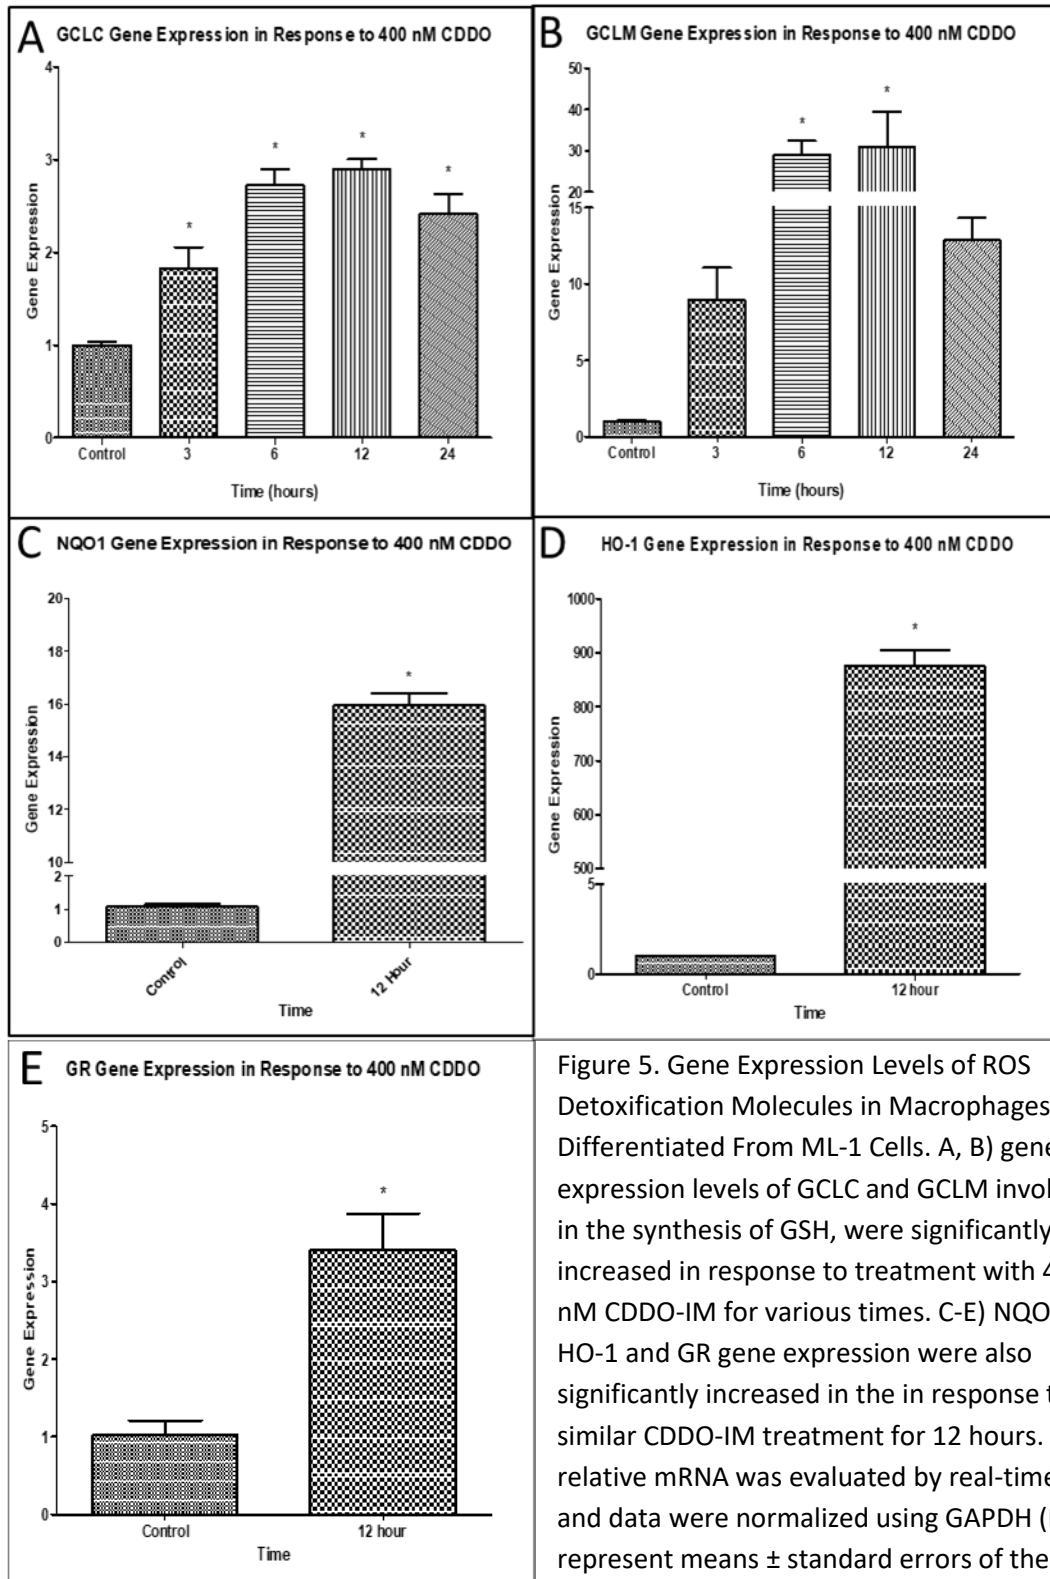 A GCLC Gene Expression in Response to 400 nM CDDO
Gene Expression
4
3
2
1
0
*
*
*
*
Control 3 6 12 24
Time (hours)
B GCLM Gene Expression in Response to 400 nM CDDO
Gene Expression
50
40
30
20
15
10
5
0
*
*
Control 3 6 12 24
Time (hours)
C NQO1 Gene Expression in Response to 400 nM CDDO
Gene Expression
20
18
16
14
12
10
2
1
0
*
Control 12 Hour
Time
D HO-1 Gene Expression in Response to 400 nM CDDO
Gene Expression
1000
900
800
700
600
500
5
0
*
Control 12 hour
Time
E GR Gene Expression in Response to 400 nM CDDO
Gene Expression
5
4
3
2
1
0
*
Control 12 hour
Time
Figure 5. Gene Expression Levels of ROS
Detoxification Molecules in Macrophages
Differentiated From ML-1 Cells. A, B) gene
expression levels of GCLC and GCLM
in the synthesis of GSH, were significantly
increased in response to treatment with
nM CDDO-IM for various times. C-E)
HO-1 and GR gene expression were also
significantly increased in the in response
similar CDDO-IM treatment for 12 hours.
relative mRNA was evaluated by real-time
and data were normalized using GAPDH
represent means ± standard errors of the